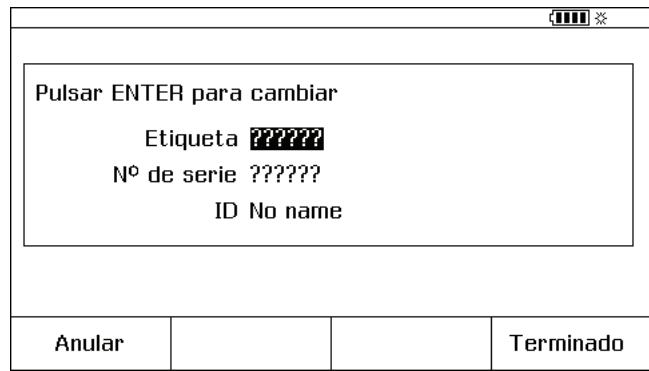 Pulsar ENTER para cambiar
Etiqueta ??????
Nº de serie ??????
ID No name
Anular
Terminado